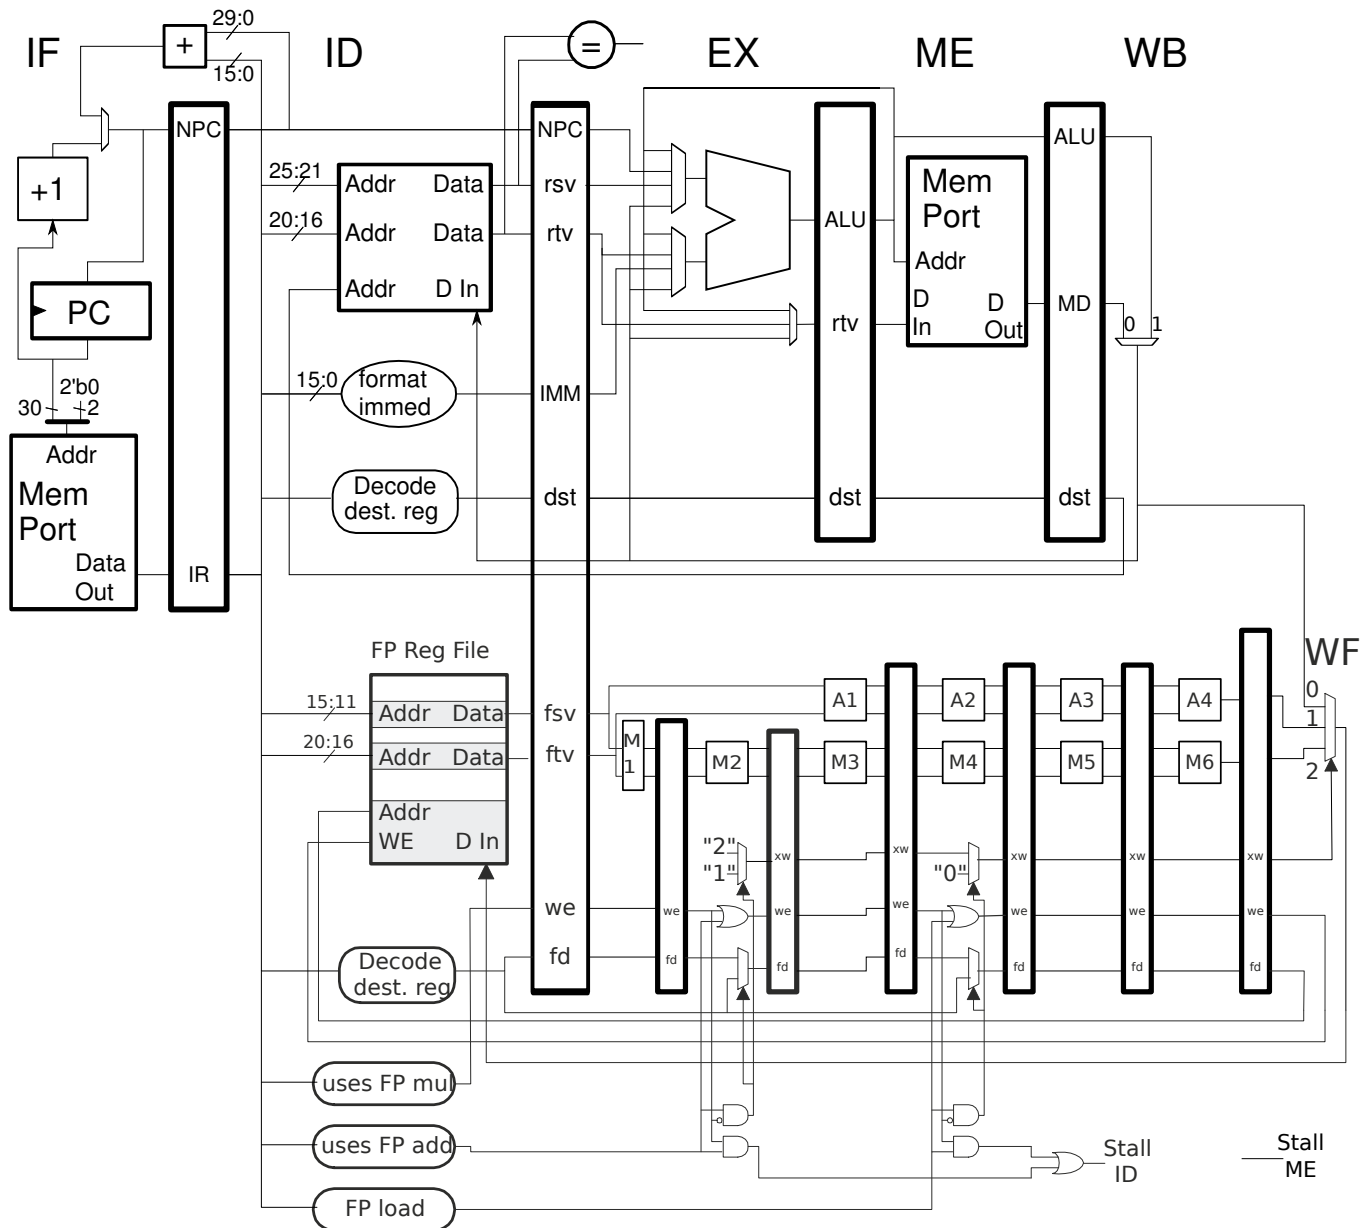 IF
ID
EX
ME
WB
29:0
15:0
+
=
NPC
NPC
ALU
+1
25:21
Addr
Data
rsv
20:16
Addr
Data
rtv
Addr
D In
ALU
Mem
Port
Addr
D
In
D
Out
rtv
MD
0
1
PC
2'b0
30
2
15:0
format
immed
IMM
Addr
Mem
Port
Data
Out
Decode
dest. reg
dst
dst
dst
IR
FP Reg File
WF
15:11
Addr
Data
fsv
20:16
Addr
Data
ftv
Addr
WE
D In
M
1
M2
A1
M3
A2
M4
A3
M5
A4
M6
0
1
2
"2"
"1"
xw
xw
"0"
xw
xw
xw
we
we
we
we
we
we
we
fd
fd
fd
fd
fd
fd
fd
Decode
dest. reg
uses FP mul
uses FP add
FP load
Stall
ID
Stall
ME